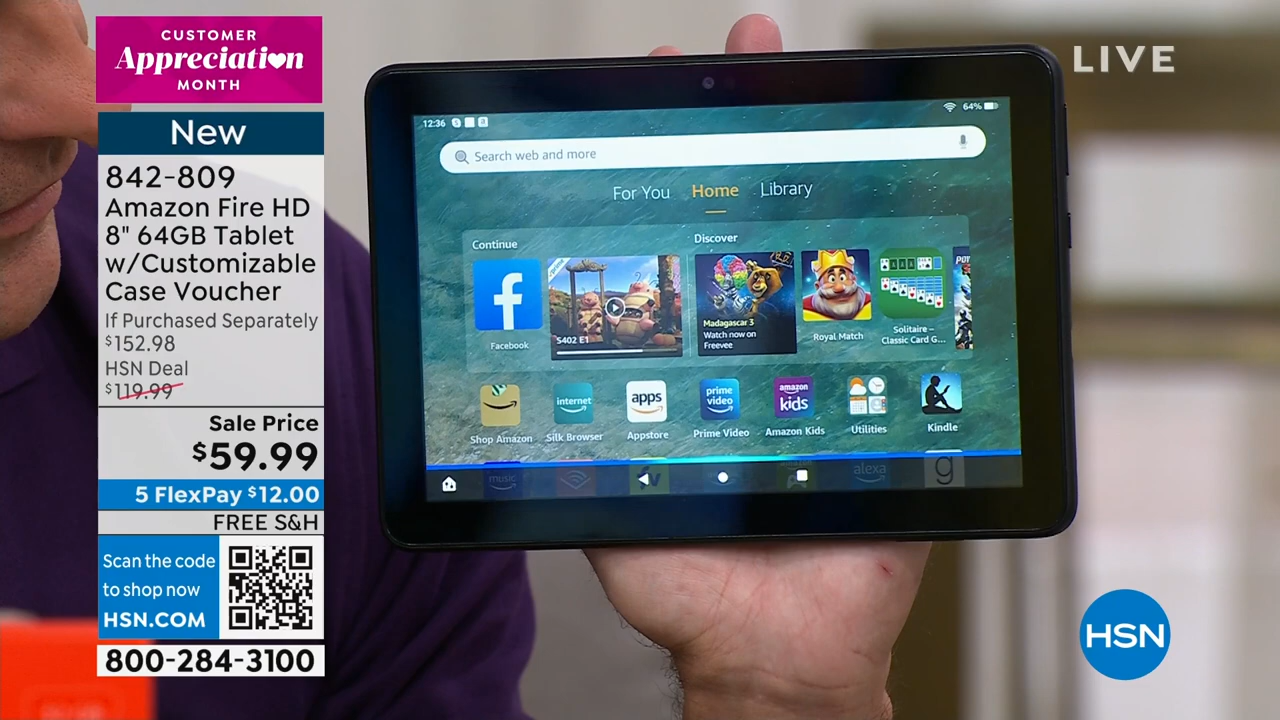 CUSTOMER
Appreciation
MONTH
New
842-809
Amazon Fire HD
8" 64GB Tablet
w/Customizable
Case Voucher
If Purchased Separately
$152.98
HSN Deal
$119.99
Sale Price
$59.99
5 FlexPay $12.00
FREE S&H
Scan the code
to shop now
HSN.COM
800-284-3100
LIVE
12:36
64%
Search web and more
For You Home Library
Continue
Discover
S402 E1
Madagascar 3
Watch now on
Freevee
Facebook
Royal Match
Solitaire –
Classic Card G...
internet
apps
prime
video
amazon
kids
Shop Amazon
Silk Browser
Appstore
Prime Video
Amazon Kids
Utilities
Kindle
music
alexa
g
HSN